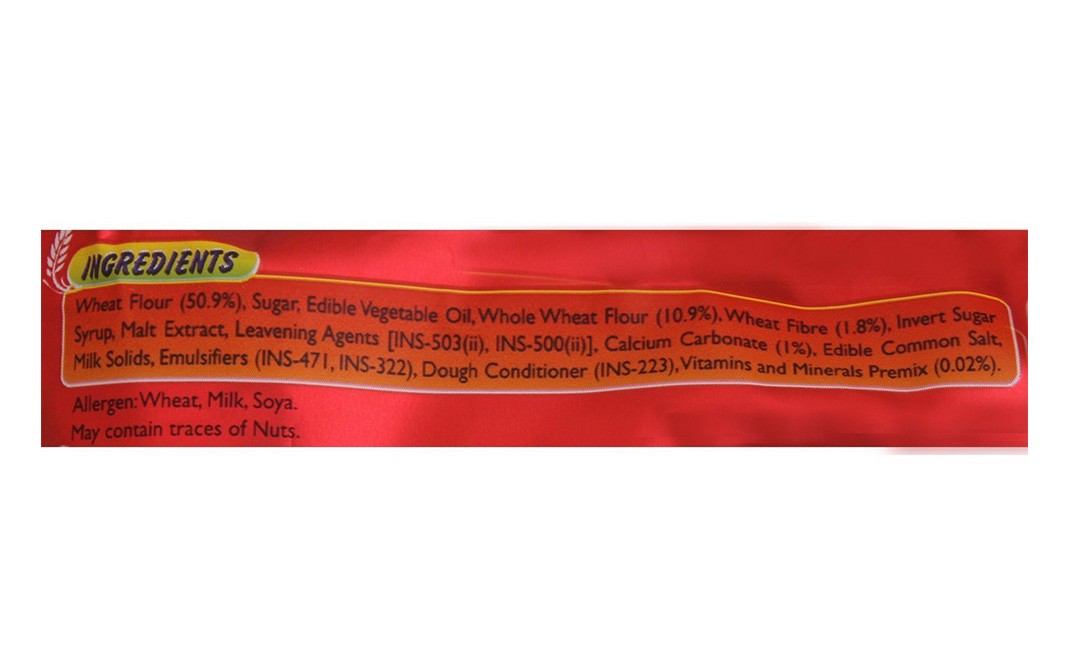 INGREDIENTS
Wheat Flour (50.9%), Sugar, Edible Vegetable Oil, Whole Wheat Flour (10.9%), Wheat Fibre (1.8%), Invert Sugar
Syrup, Malt Extract, Leavening Agents [INS-503(ii), INS-500(ii)], Calcium Carbonate (1%), Edible Common Salt,
Milk Solids, Emulsifiers (INS-471, INS-322), Dough Conditioner (INS-223), Vitamins and Minerals Premix (0.02%).
Allergen: Wheat, Milk, Soya.
May contain traces of Nuts.